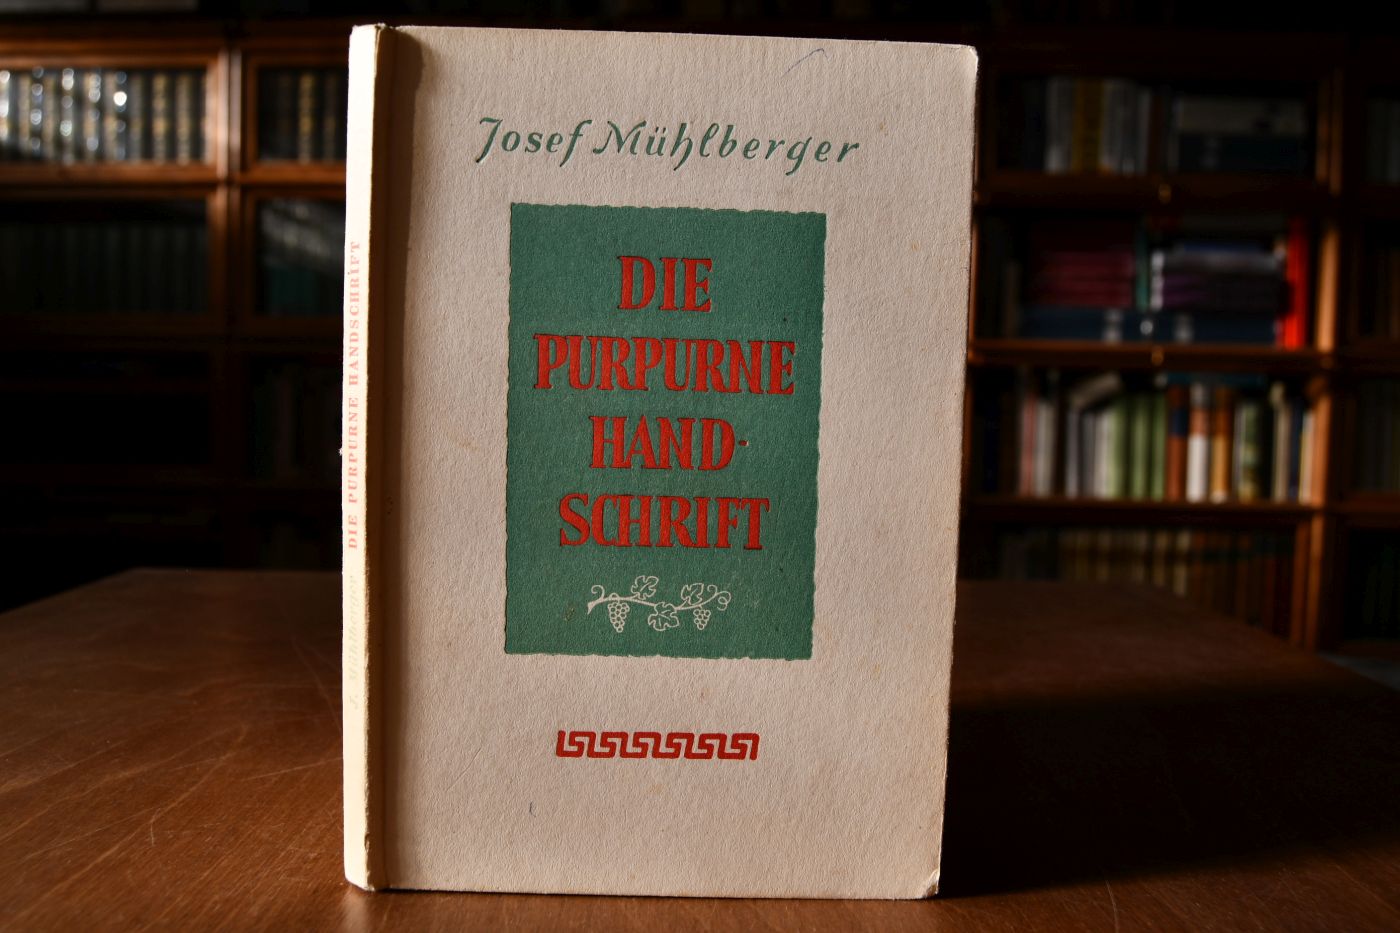 Josef Mühlberger
DIE
PURPURNE
HAND-
SCHRIFT
J. Mühlberger DIE PURPURNE HANDSCHRIFT